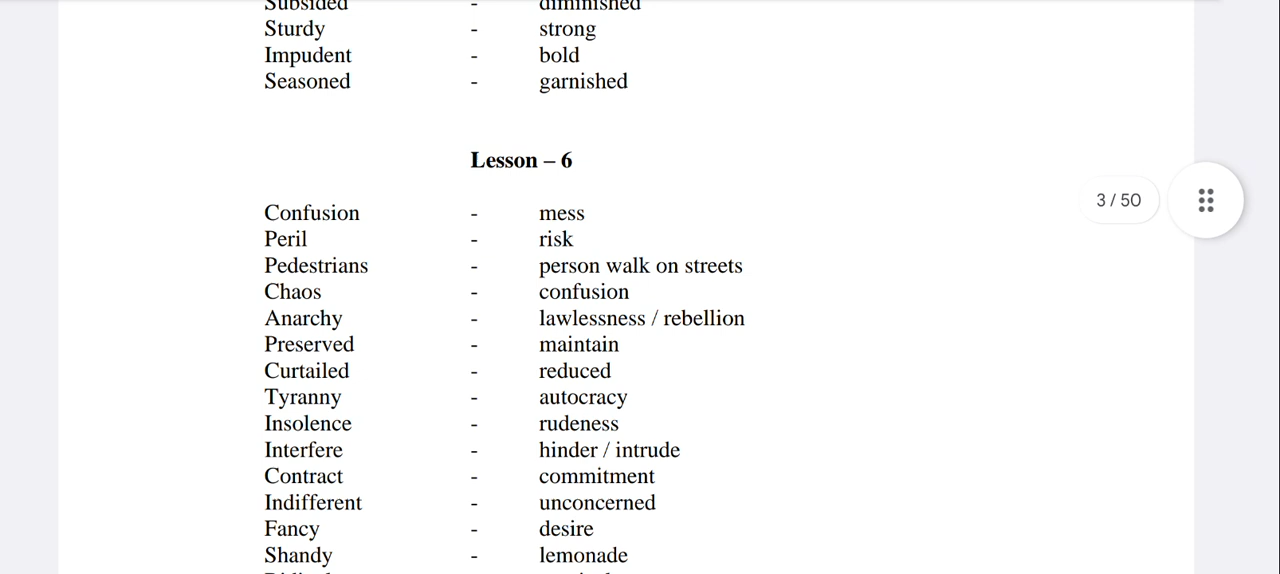 Subsided - diminished
Sturdy - strong
Impudent - bold
Seasoned - garnished
Lesson – 6
3 / 50
Confusion - mess
Peril - risk
Pedestrians - person walk on streets
Chaos - confusion
Anarchy - lawlessness / rebellion
Preserved - maintain
Curtailed - reduced
Tyranny - autocracy
Insolence - rudeness
Interfere - hinder / intrude
Contract - commitment
Indifferent - unconcerned
Fancy - desire
Shandy - lemonade